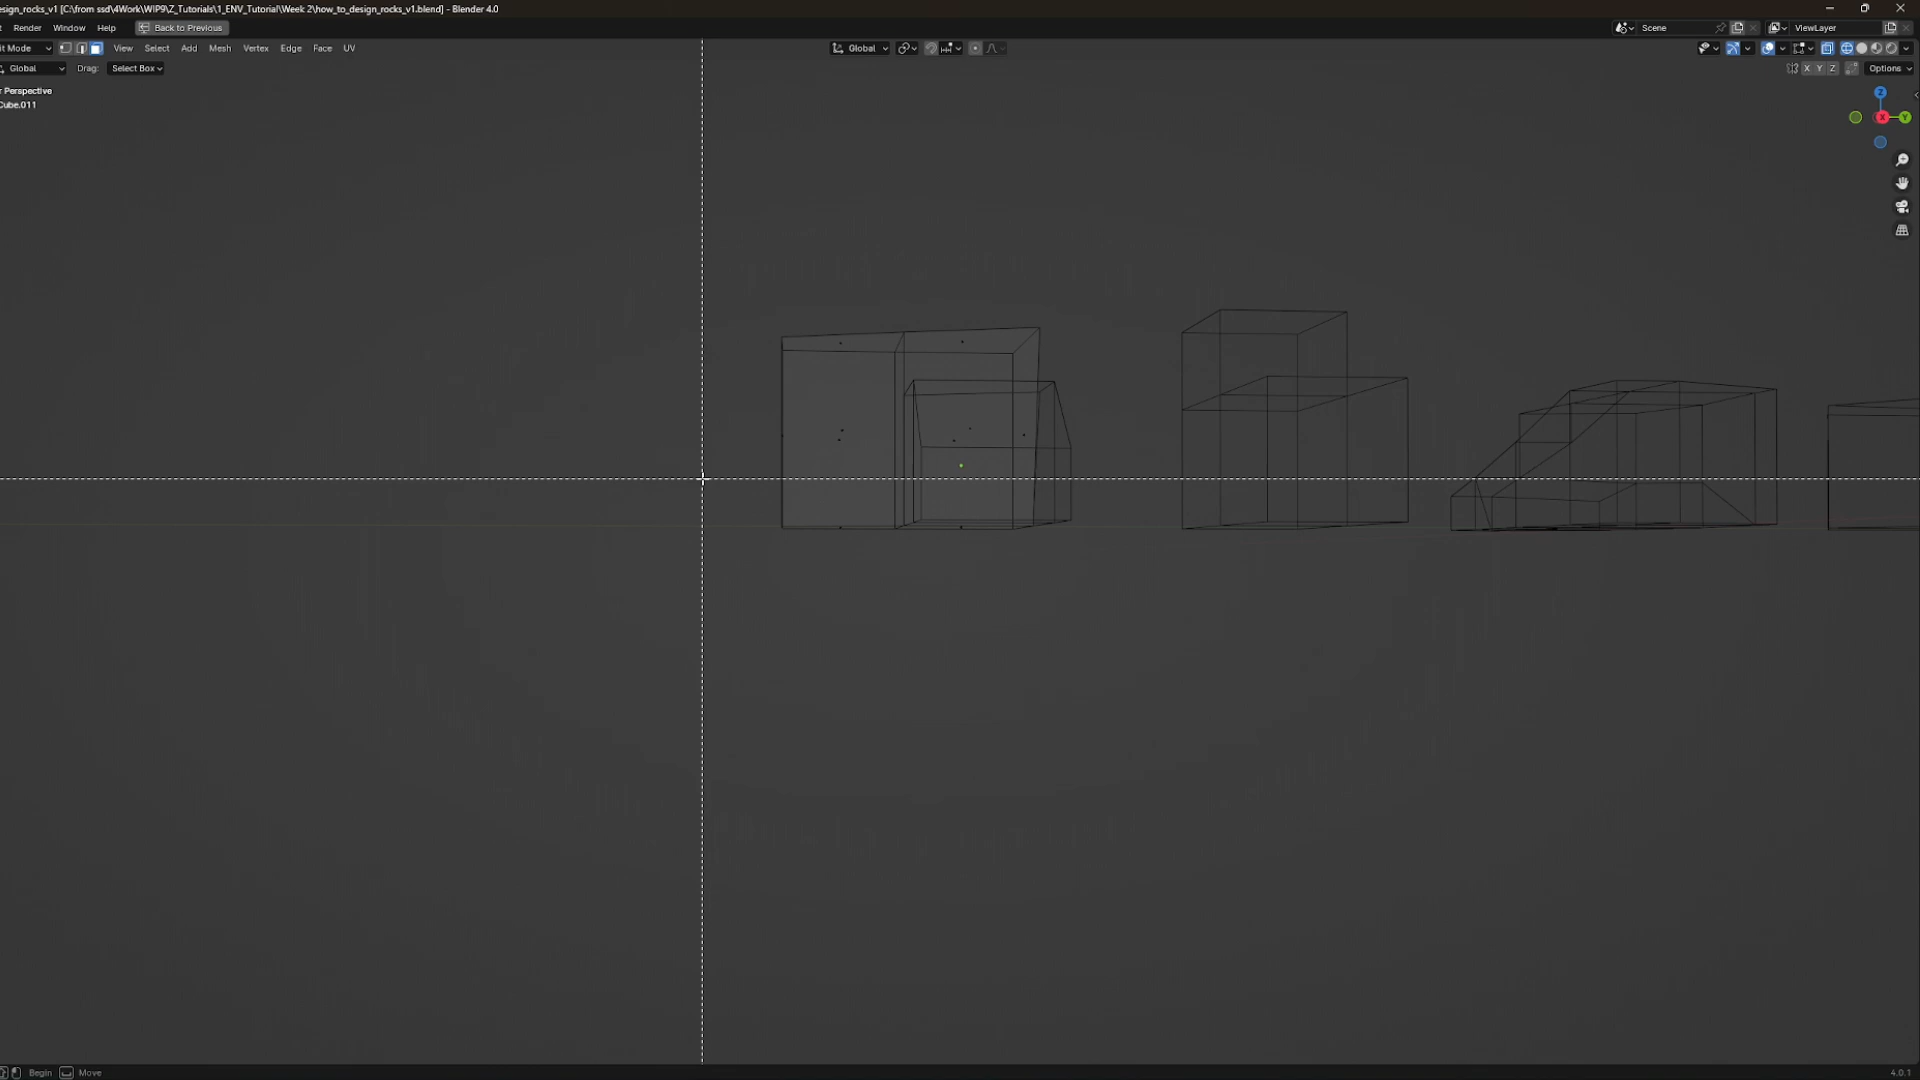 esign_rocks_v1 [C:\from ssd\4Work\WIP9\Z_Tutorials\1_ENV_Tutorial\Week 2\how_to_design_rocks_v1.blend] - Blender 4.0
Render Window Help Back to Previous Scene ViewLayer
it Mode View Select Add Mesh Vertex Edge Face UV Global
Global Drag: Select Box X Y Z Options
r Perspective
Cube.011
Z
X Y
Begin Move 4.0.1